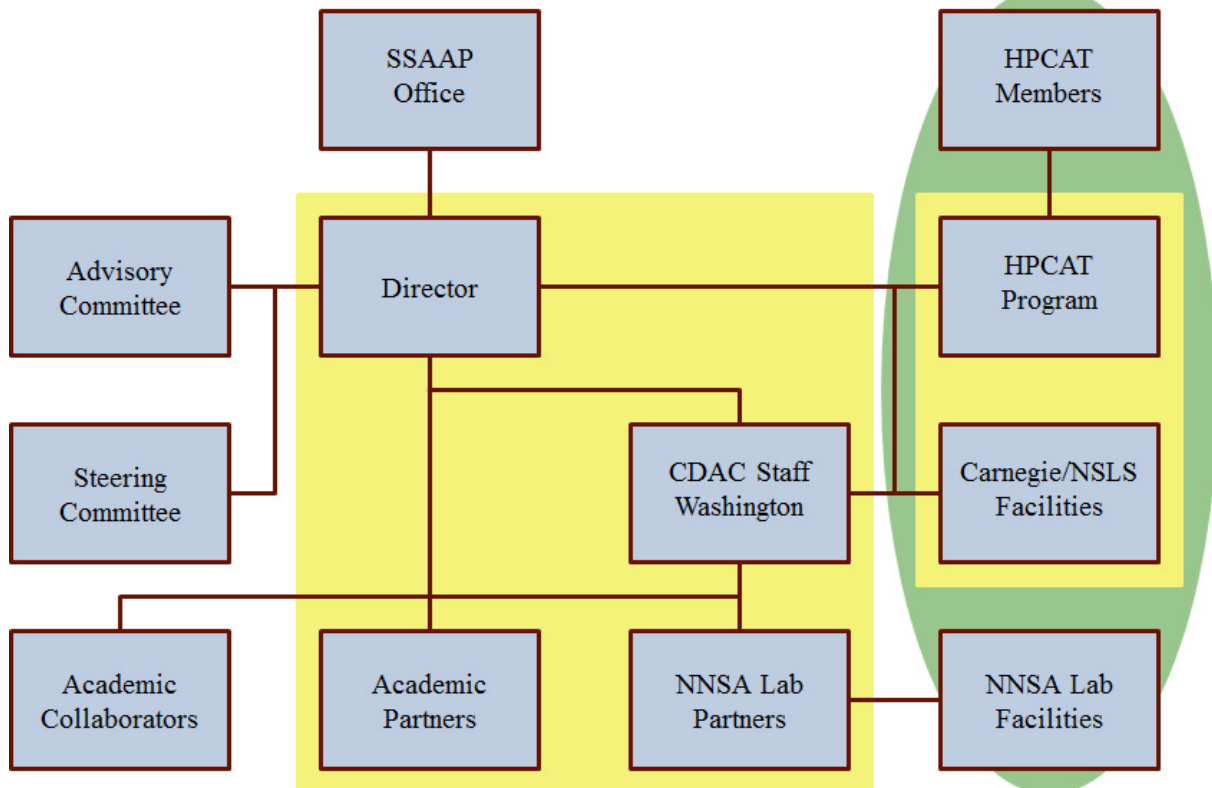 SSAAP
Office
HPCAT
Members
Advisory
Committee
Director
HPCAT
Program
Steering
Committee
CDAC Staff
Washington
Carnegie/NSLS
Facilities
Academic
Collaborators
Academic
Partners
NNSA Lab
Partners
NNSA Lab
Facilities